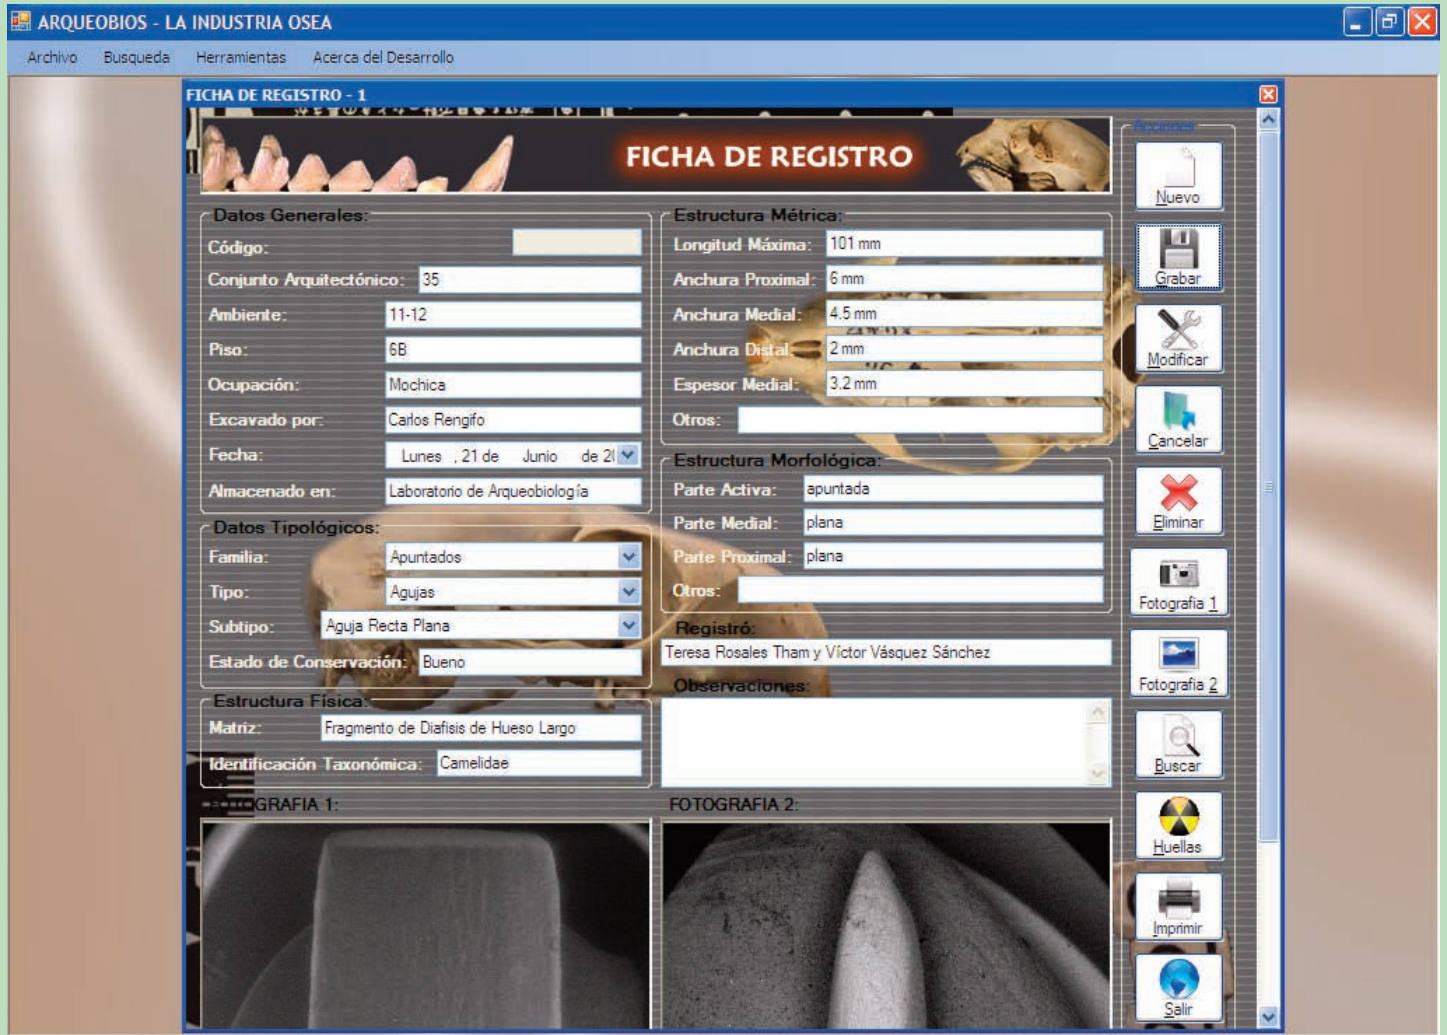 ARQUEOBIOS - LA INDUSTRIA OSEA
Archivo Busqueda Herramientas Acerca del Desarrollo
FICHA DE REGISTRO - 1
FICHA DE REGISTRO
Datos Generales:
Código:
Conjunto Arquitectónico: 35
Ambiente: 11-12
Piso: 6B
Ocupación: Mochica
Excavado por: Carlos Rengifo
Fecha: Lunes , 21 de Junio de
Almacenado en: Laboratorio de Arqueobiología
Datos Tipológicos:
Familia: Apuntados
Tipo: Agujas
Subtipo: Aguja Recta Plana
Estado de Conservación: Bueno
Estructura Física:
Matriz: Fragmento de Diafisis de Hueso Largo
Identificación Taxonómica: Camelidae
FOTOGRAFIA 1:
Estructura Métrica:
Longitud Máxima: 101 mm
Anchura Proximal: 6 mm
Anchura Medial: 4.5 mm
Anchura Distal: 2 mm
Espesor Medial: 3.2 mm
Otros:
Estructura Morfológica:
Parte Activa: apuntada
Parte Medial: plana
Parte Proximal: plana
Otros:
Registró:
Teresa Rosales Tham y Víctor Vásquez Sánchez
Observaciones:
FOTOGRAFIA 2:
Acciones
Nuevo
Grabar
Modificar
Cancelar
Eliminar
Fotografia 1
Fotografia 2
Buscar
Huellas
Imprimir
Salir